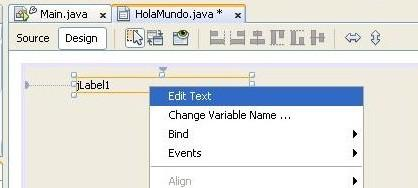 Main.java HolaMundo.java *
Source Design
jLabel1
Edit Text
Change Variable Name ...
Bind
Events
Align